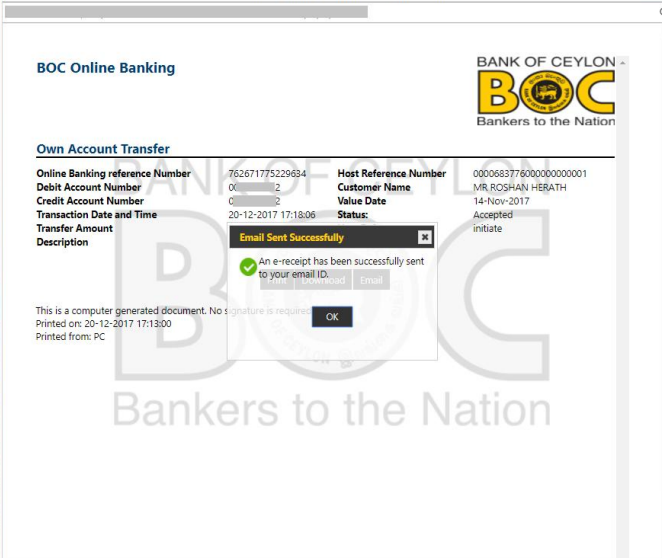 BOC Online Banking
BANK OF CEYLON
BOC
Bankers to the Nation
Own Account Transfer
Online Banking reference Number 762671775229634 Host Reference Number 0000683776000000000001
Debit Account Number 2 Customer Name MR ROSHAN HERATH
Credit Account Number 2 Value Date 14-Nov-2017
Transaction Date and Time 20-12-2017 17:18:06 Status: Accepted
Transfer Amount initiate
Description
Email Sent Successfully
An e-receipt has been successfully sent
to your email ID.
Print Download Email
OK
This is a computer generated document. No signature is required
Printed on: 20-12-2017 17:13:00
Printed from: PC
BANK OF CEYLON
BOC
Bankers to the Nation